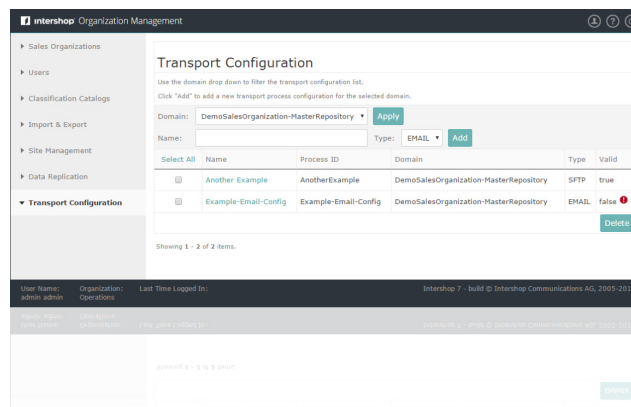 intershop Organization Management
Sales Organizations
Users
Classification Catalogs
Import & Export
Site Management
Data Replication
Transport Configuration
Transport Configuration
Use the domain drop down to filter the transport configuration list.
Click "Add" to add a new transport process configuration for the selected domain.
Domain: DemoSalesOrganization-MasterRepository Apply
Name: Type: EMAIL Add
Select All Name Process ID Domain Type Valid
Another Example AnotherExample DemoSalesOrganization-MasterRepository SFTP true
Example-Email-Config Example-Email-Config DemoSalesOrganization-MasterRepository EMAIL false
Delete
Showing 1 - 2 of 2 items.
User Name: Organization: Last Time Logged In: Intershop 7 - build © Intershop Communications AG, 2005-201
admin admin Operations